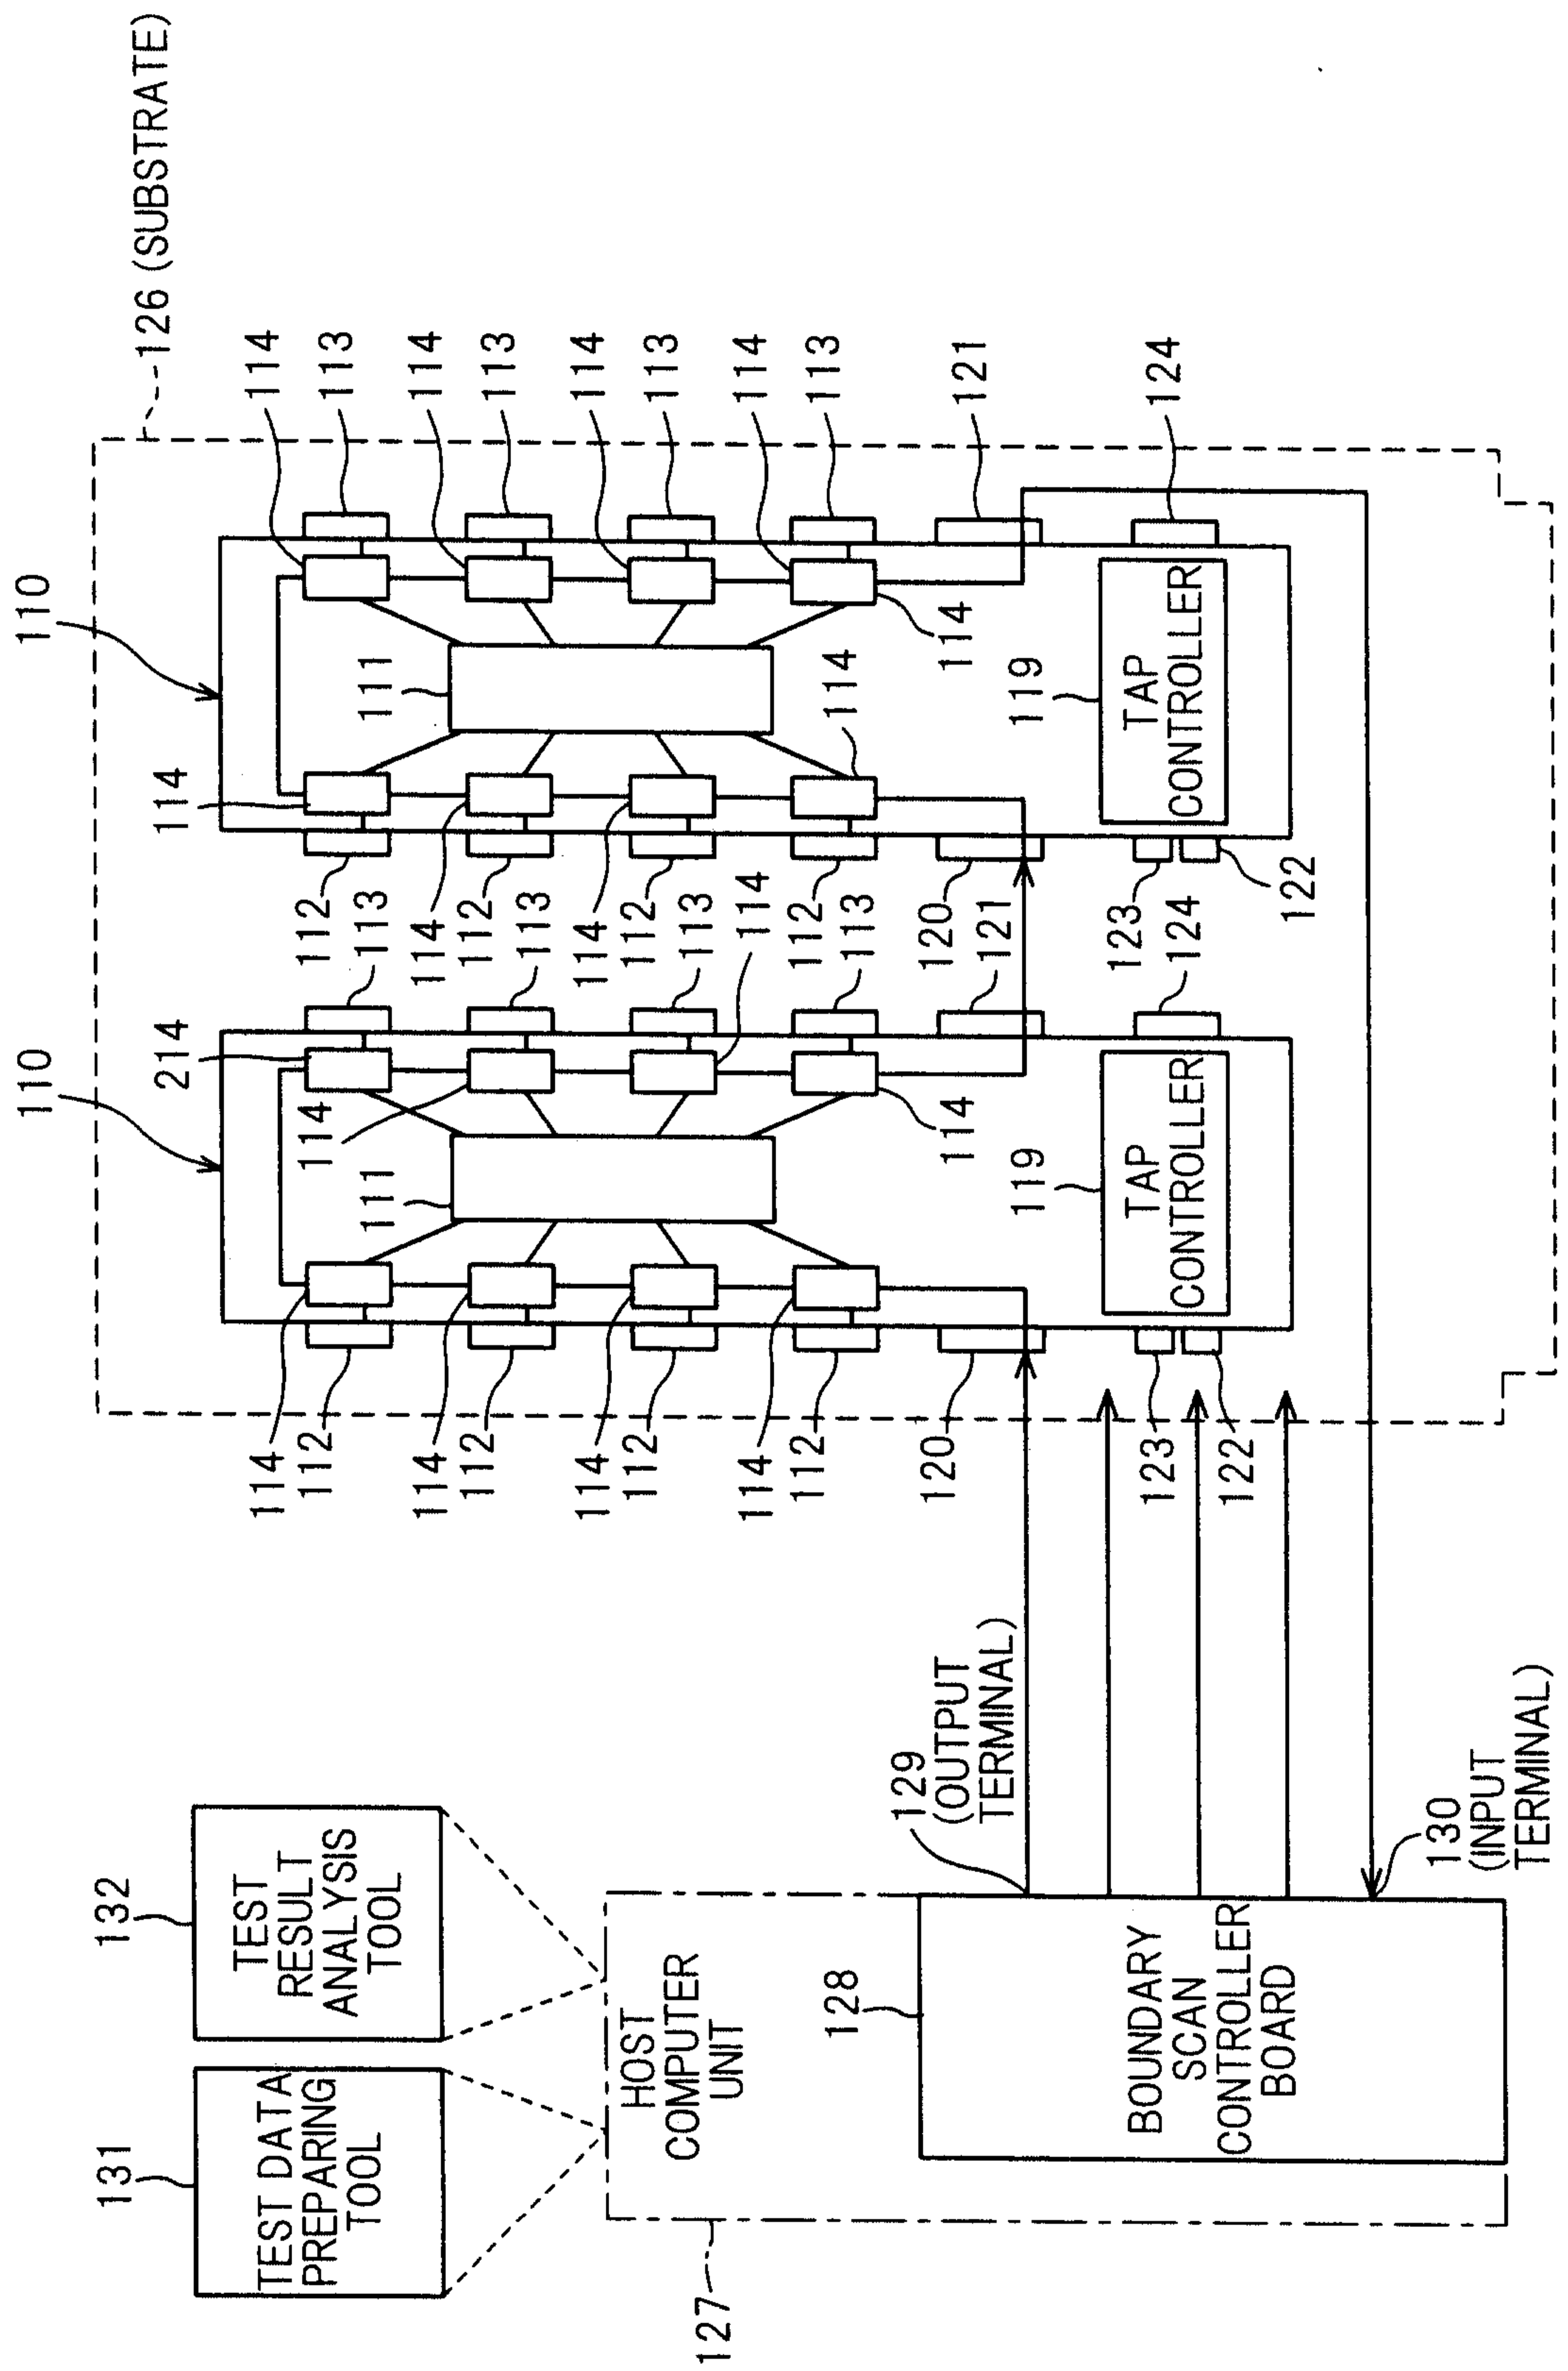 110
110
131
132
TEST DATA
PREPARING
TOOL
TEST
RESULT
ANALYSIS
TOOL
126 (SUBSTRATE)
214
114
114
114
112
114
112
113
113
111
111
114
114
114
112
112
113
113
114
114
114
112
112
113
113
114
114
114
112
112
113
113
114
114
114
120
120
121
121
HOST
COMPUTER
UNIT
127
128
129
(OUTPUT
TERMINAL)
119
119
TAP
CONTROLLER
TAP
CONTROLLER
123
123
124
124
122
122
BOUNDARY
SCAN
CONTROLLER
BOARD
130
(INPUT
TERMINAL)